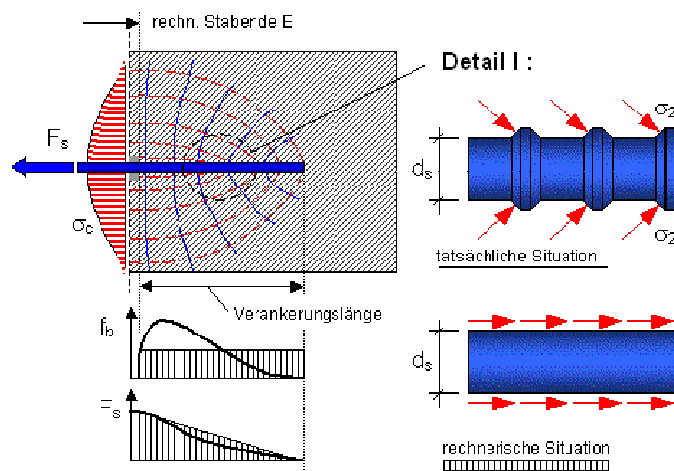 rechn. Staberde E
Detail I :
F s
σ c
d s
σ 2
σ 2
tatsächliche Situation
Verankerungslänge
f b
d s
F s
rechnerische Situation